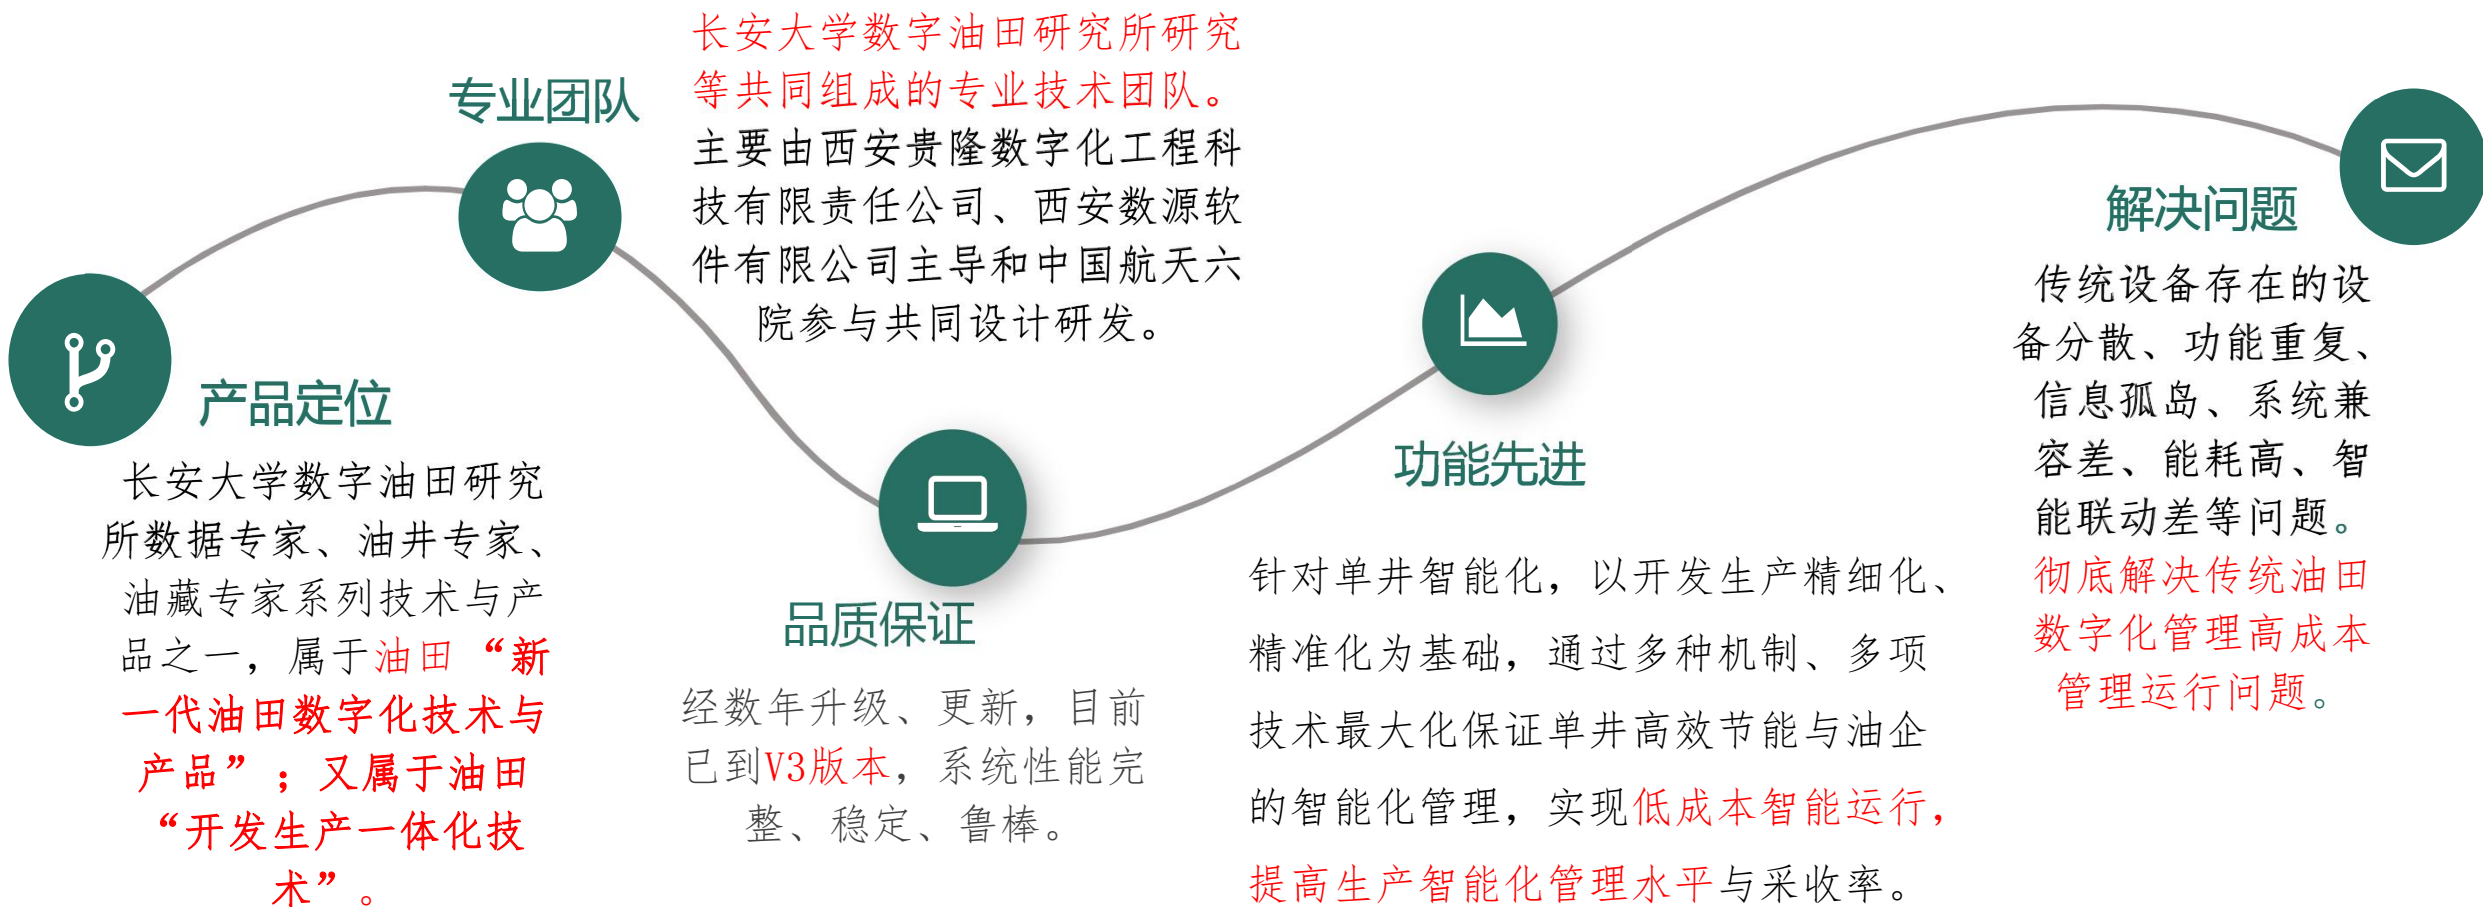 产品定位
长安大学数字油田研究
所数据专家、油井专家、
油藏专家系列技术与产
品之一，属于油田“新
一代油田数字化技术与
产品”；又属于油田
“开发生产一体化技
术”。
专业团队
长安大学数字油田研究所研究
等共同组成的专业技术团队。
主要由西安贵隆数字化工程科
技有限责任公司、西安数源软
件有限公司主导和中国航天六
院参与共同设计研发。
品质保证
经数年升级、更新，目前
已到V3版本，系统性能完
整、稳定、鲁棒。
功能先进
针对单井智能化，以开发生产精细化、
精准化为基础，通过多种机制、多项
技术最大化保证单井高效节能与油企
的智能化管理，实现低成本智能运行，
提高生产智能化管理水平与采收率。
解决问题
传统设备存在的设
备分散、功能重复、
信息孤岛、系统兼
容差、能耗高、智
能联动差等问题。
彻底解决传统油田
数字化管理高成本
管理运行问题。